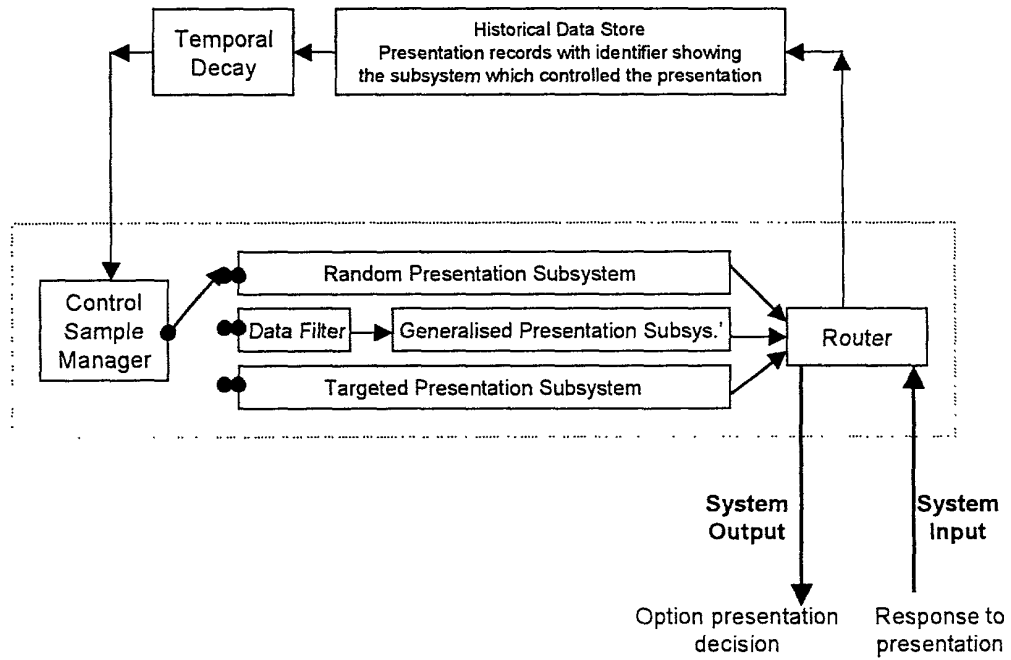 Temporal
Decay
Historical Data Store
Presentation records with identifier showing
the subsystem which controlled the presentation
Control
Sample
Manager
Random Presentation Subsystem
Data Filter
Generalised Presentation Subsys.'
Targeted Presentation Subsystem
Router
System
Output
System
Input
Option presentation
decision
Response to
presentation